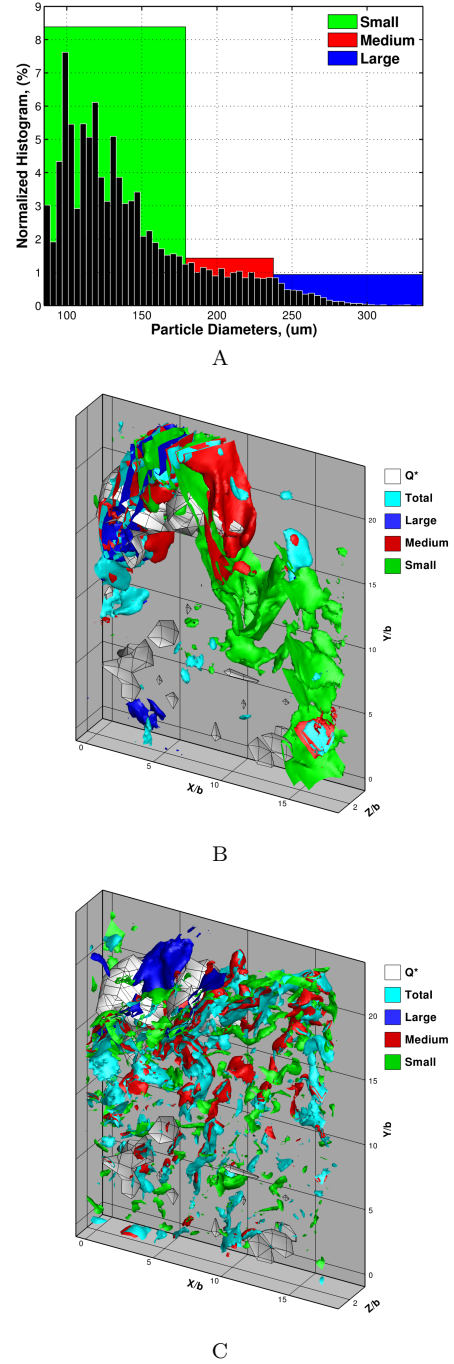 Small
Medium
Large
9
8
7
6
5
4
3
2
1
0
Normalized Histogram, (%)
100 150 200 250 300
Particle Diameters, (um)
A
Q*
Total
Large
Medium
Small
20
15
10
5
0
Y/b
0 5 10 15
X/b
2
Z/b
B
Q*
Total
Large
Medium
Small
20
15
10
5
0
Y/b
0 5 10 15
X/b
2
Z/b
C